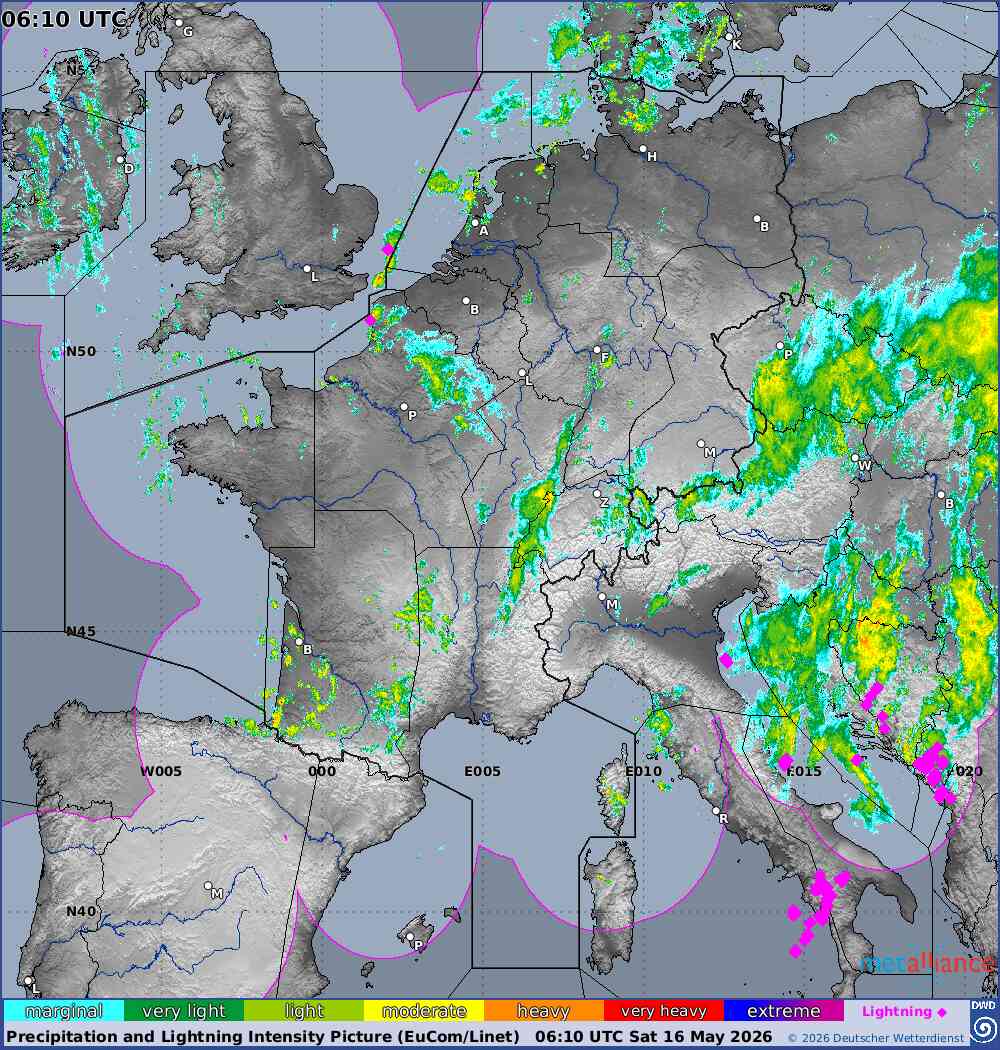 06:10 UTC
G
K
N55
D
H
A
B
L
B
N50
P
F
L
P
M
W
Z
B
M
N45
B
W005
000
E005
E010
E015
E020
R
M
N40
P
L
metalliance
marginal
very light
light
moderate
heavy
very heavy
extreme
Lightning
DWD
Precipitation and Lightning Intensity Picture (EuCom/Linet) 06:10 UTC Sat 16 May 2026 © 2026 Deutscher Wetterdienst